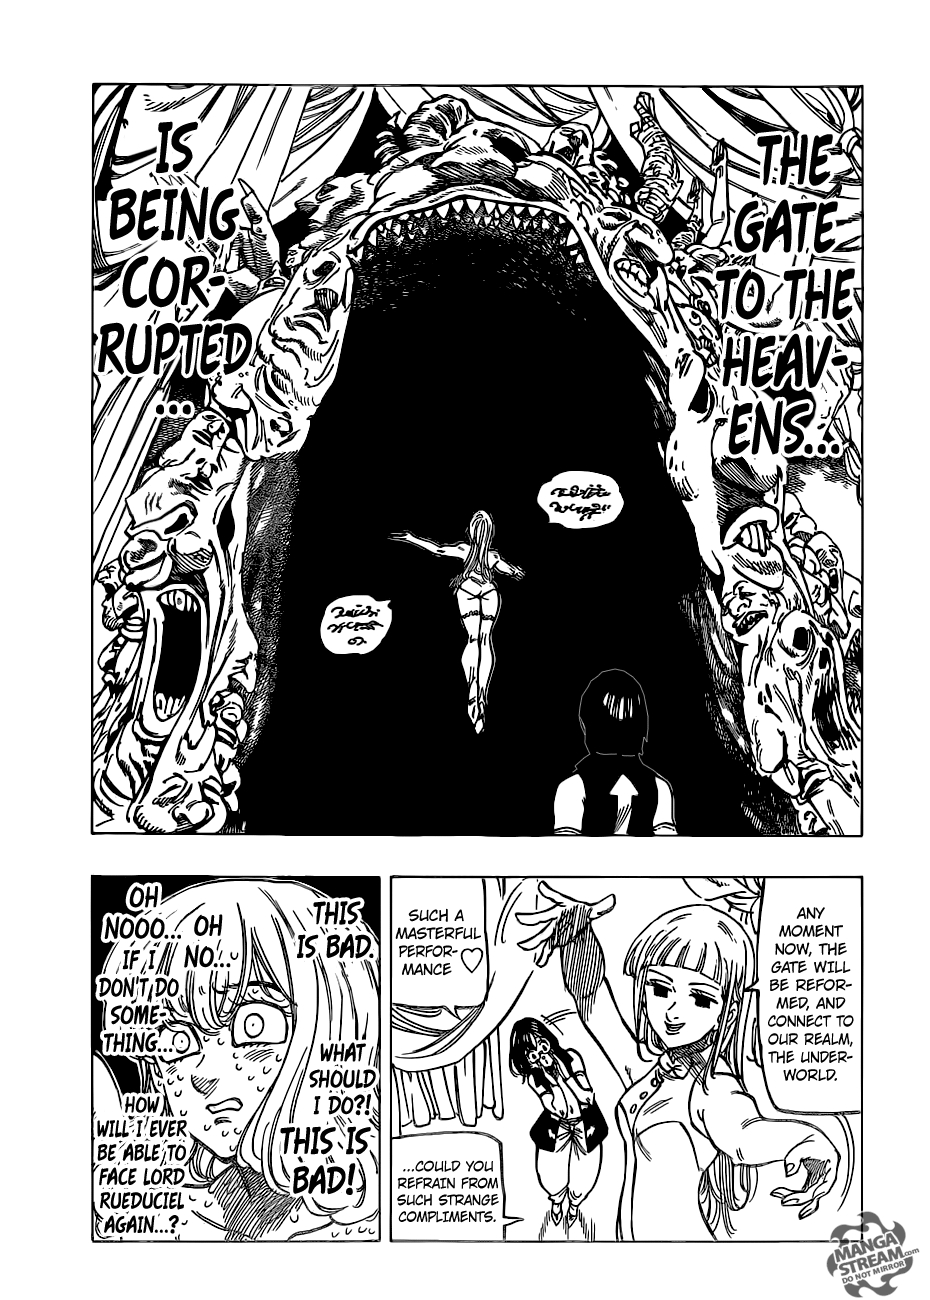 THE
GATE
TO THE
HEAV-
ENS...
IS
BEING
COR-
RUPTED
...
ANY
MOMENT
NOW, THE
GATE WILL
BE REFOR-
MED, AND
CONNECT TO
OUR REALM,
THE UNDER-
WORLD.
SUCH A
MASTERFUL
PERFOR-
MANCE ♡
...COULD YOU
REFRAIN FROM
SUCH STRANGE
COMPLIMENTS.
THIS
IS BAD.
OH
NO...
OH
NOOO...
IF I
DON'T DO
SOME-
THING...
WHAT
SHOULD
I DO?!
THIS IS
BAD!
HOW
WILL I EVER
BE ABLE TO
FACE LORD
RUEDUCIEL
AGAIN...?
MANGA
STREAM.com
DO NOT MIRROR